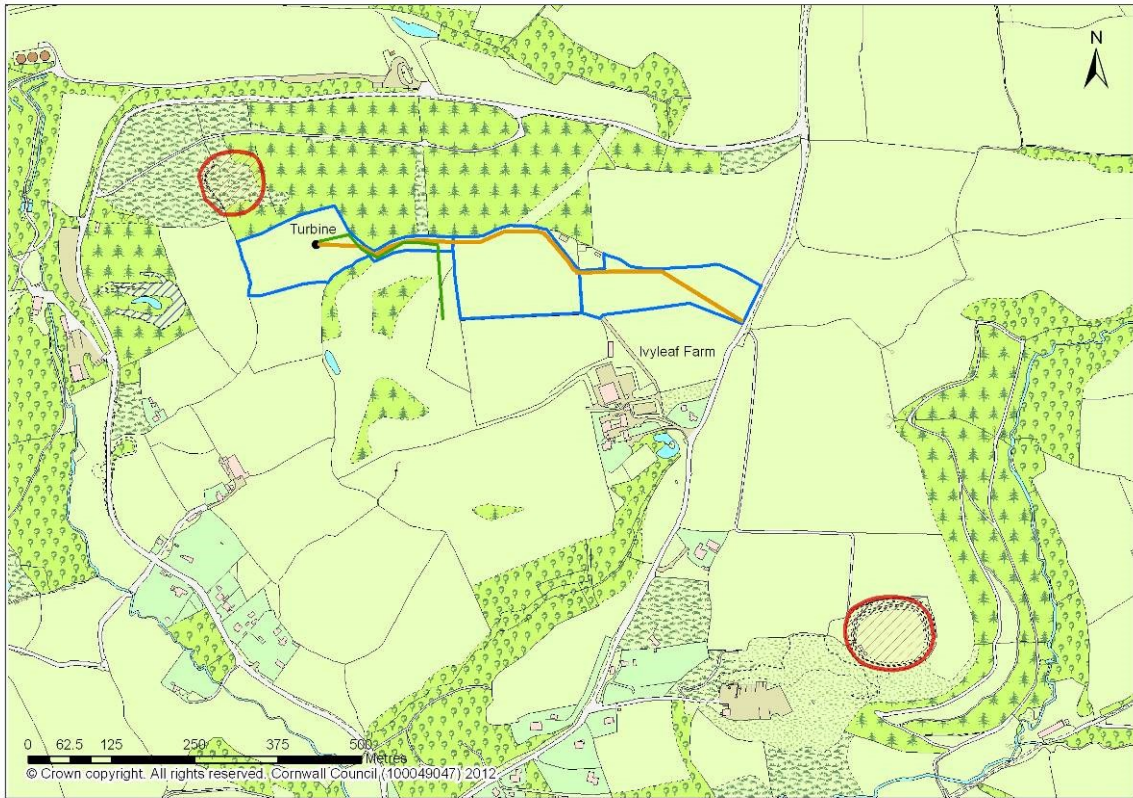 N
Turbine
Ivyleaf Farm
0 62.5 125 250 375 500
Metres
© Crown copyright. All rights reserved. Cornwall Council (100049047) 2012